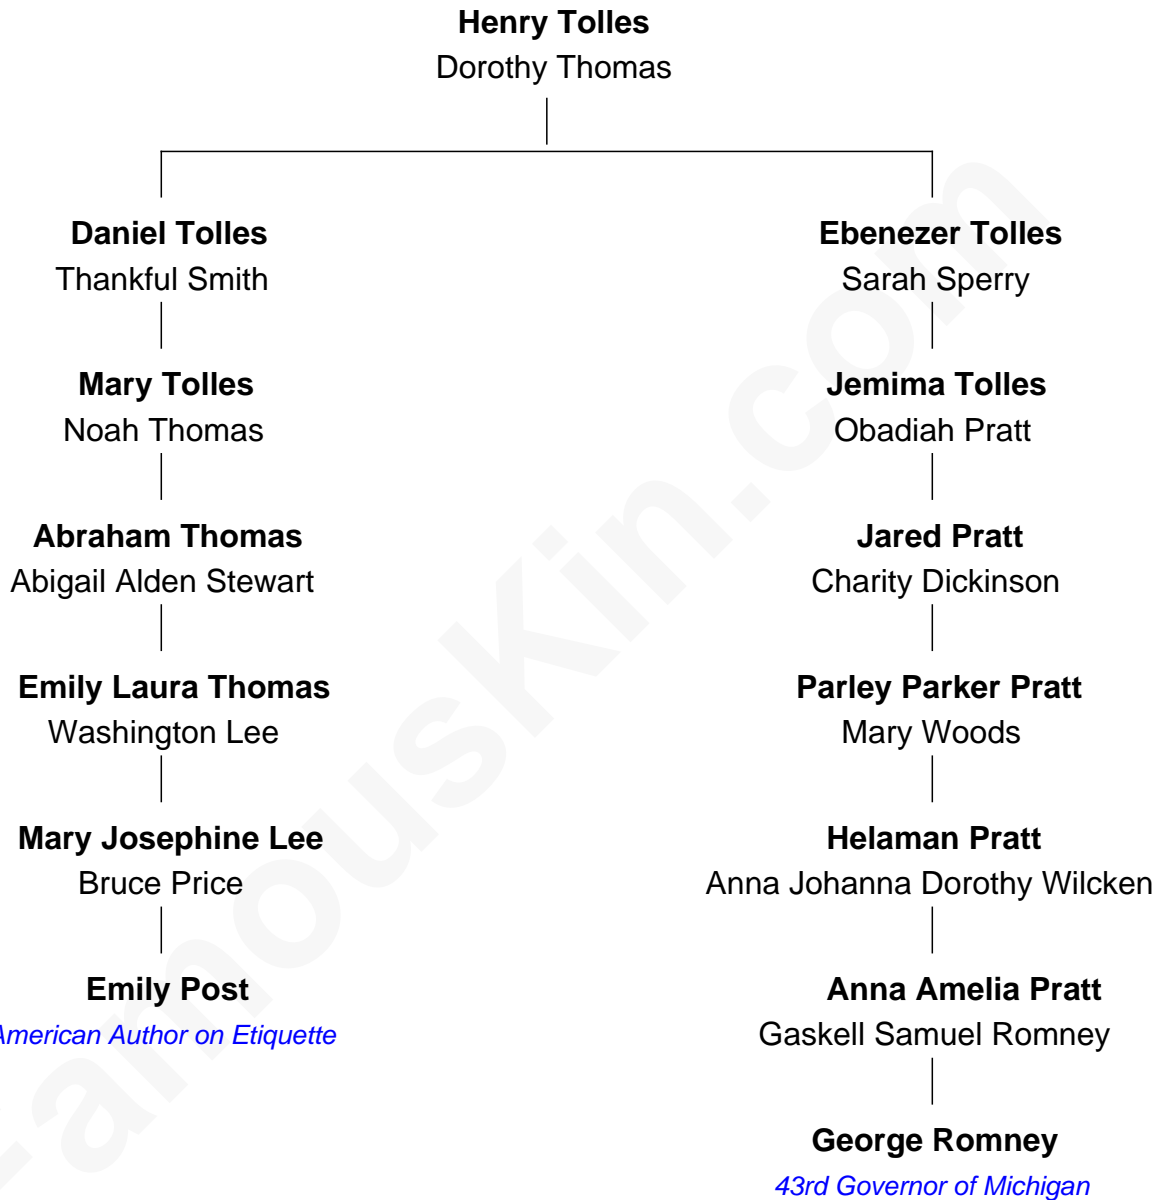 Henry Tolles
Dorothy Thomas
Daniel Tolles
Thankful Smith
Mary Tolles
Noah Thomas
Abraham Thomas
Abigail Alden Stewart
Emily Laura Thomas
Washington Lee
Mary Josephine Lee
Bruce Price
Emily Post
American Author on Etiquette
Ebenezer Tolles
Sarah Sperry
Jemima Tolles
Obadiah Pratt
Jared Pratt
Charity Dickinson
Parley Parker Pratt
Mary Woods
Helaman Pratt
Anna Johanna Dorothy Wilcken
Anna Amelia Pratt
Gaskell Samuel Romney
George Romney
43rd Governor of Michigan
FamousKin.com